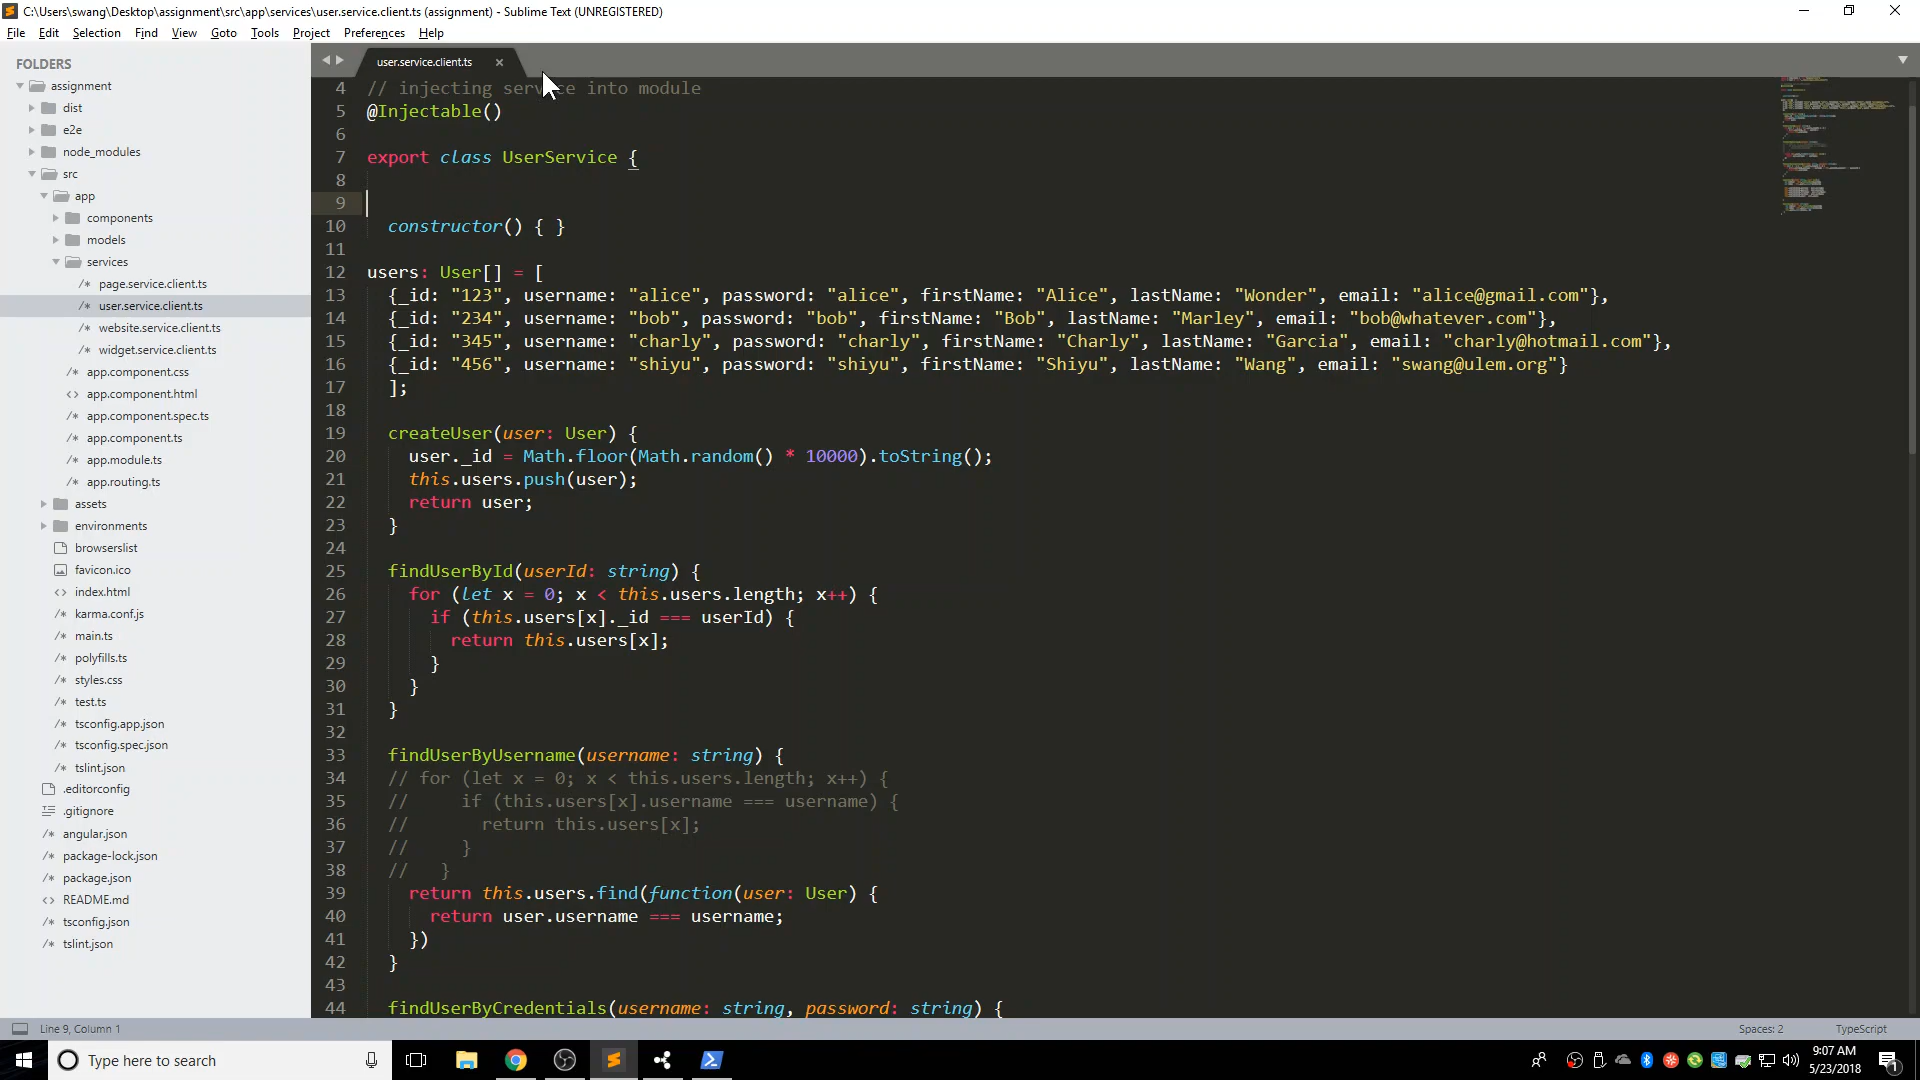 C:\Users\swang\Desktop\assignment\src\app\services\user.service.client.ts (assignment) - Sublime Text (UNREGISTERED)
File Edit Selection Find View Goto Tools Project Preferences Help
FOLDERS
assignment
dist
e2e
node_modules
src
app
components
models
services
page.service.client.ts
user.service.client.ts
website.service.client.ts
widget.service.client.ts
app.component.css
app.component.html
app.component.spec.ts
app.component.ts
app.module.ts
app.routing.ts
assets
environments
browserslist
favicon.ico
index.html
karma.conf.js
main.ts
polyfills.ts
styles.css
test.ts
tsconfig.app.json
tsconfig.spec.json
tslint.json
.editorconfig
.gitignore
angular.json
package-lock.json
package.json
README.md
tsconfig.json
tslint.json
user.service.client.ts
4 // injecting service into module
5 @Injectable()
6
7 export class UserService {
8
9
10 constructor() { }
11
12 users: User[] = [
13 {_id: "123", username: "alice", password: "alice", firstName: "Alice", lastName: "Wonder", email: "alice@gmail.com"},
14 {_id: "234", username: "bob", password: "bob", firstName: "Bob", lastName: "Marley", email: "bob@whatever.com"},
15 {_id: "345", username: "charly", password: "charly", firstName: "Charly", lastName: "Garcia", email: "charly@hotmail.com"},
16 {_id: "456", username: "shiyu", password: "shiyu", firstName: "Shiyu", lastName: "Wang", email: "swang@ulem.org"}
17 ];
18
19 createUser(user: User) {
20 user._id = Math.floor(Math.random() * 10000).toString();
21 this.users.push(user);
22 return user;
23 }
24
25 findUserById(userId: string) {
26 for (let x = 0; x < this.users.length; x++) {
27 if (this.users[x]._id === userId) {
28 return this.users[x];
29 }
30 }
31 }
32
33 findUserByUsername(username: string) {
34 // for (let x = 0; x < this.users.length; x++) {
35 // if (this.users[x].username === username) {
36 // return this.users[x];
37 // }
38 // }
39 return this.users.find(function(user: User) {
40 return user.username === username;
41 })
42 }
43
44 findUserByCredentials(username: string, password: string) {
Line 9, Column 1
Spaces: 2
TypeScript
Type here to search
9:07 AM
5/23/2018
1